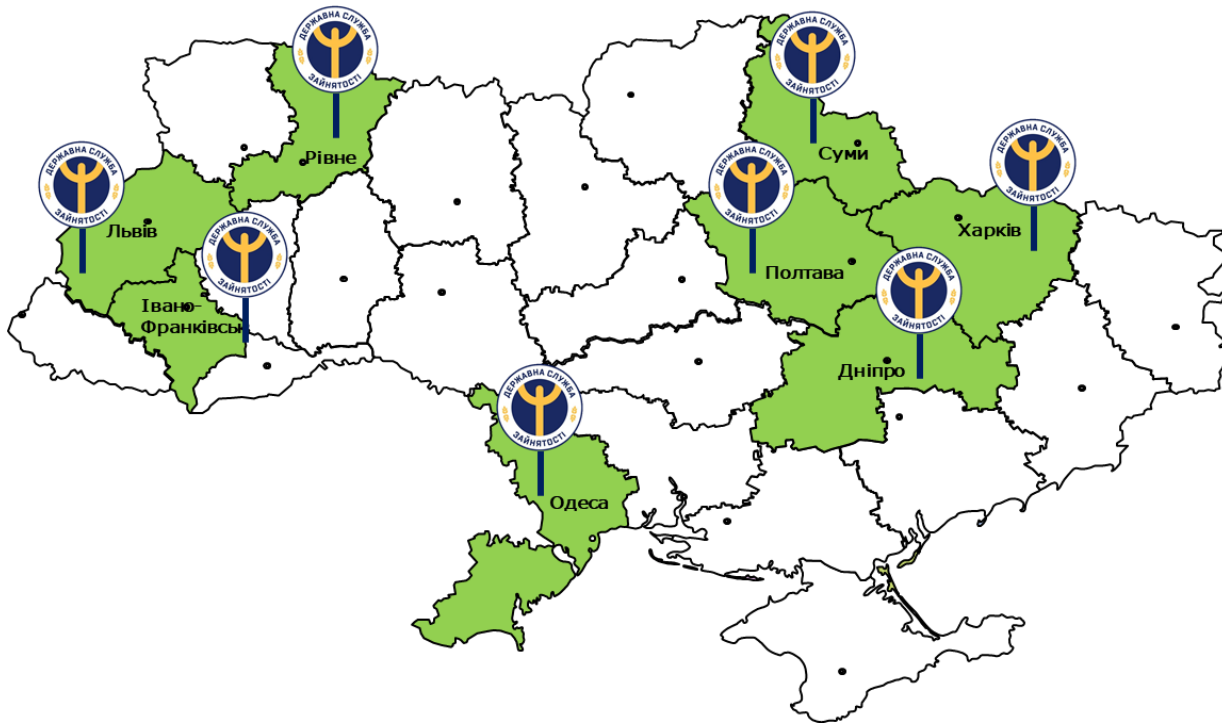 ДЕРЖАВНА СЛУЖБА
ЗАЙНЯТОСТІ
ДЕРЖАВНА СЛУЖБА
ЗАЙНЯТОСТІ
Рівне
Суми
ДЕРЖАВНА СЛУЖБА
ЗАЙНЯТОСТІ
ДЕРЖАВНА СЛУЖБА
ЗАЙНЯТОСТІ
ДЕРЖАВНА СЛУЖБА
ЗАЙНЯТОСТІ
Львів
Харків
ДЕРЖАВНА СЛУЖБА
ЗАЙНЯТОСТІ
Полтава
ДЕРЖАВНА СЛУЖБА
ЗАЙНЯТОСТІ
Івано-
Франківськ
Дніпро
ДЕРЖАВНА СЛУЖБА
ЗАЙНЯТОСТІ
Одеса